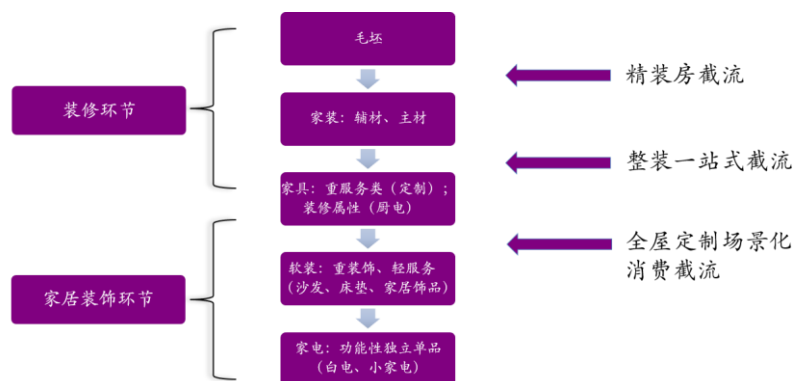 毛坯
精装房截流
装修环节
家装：辅材、主材
整装一站式截流
家具：重服务类（定制）；
装修属性（厨电）
全屋定制场景化
消费截流
软装：重装饰、轻服务
（沙发、床垫、家居饰品）
家居装饰环节
家电：功能性独立单品
（白电、小家电）